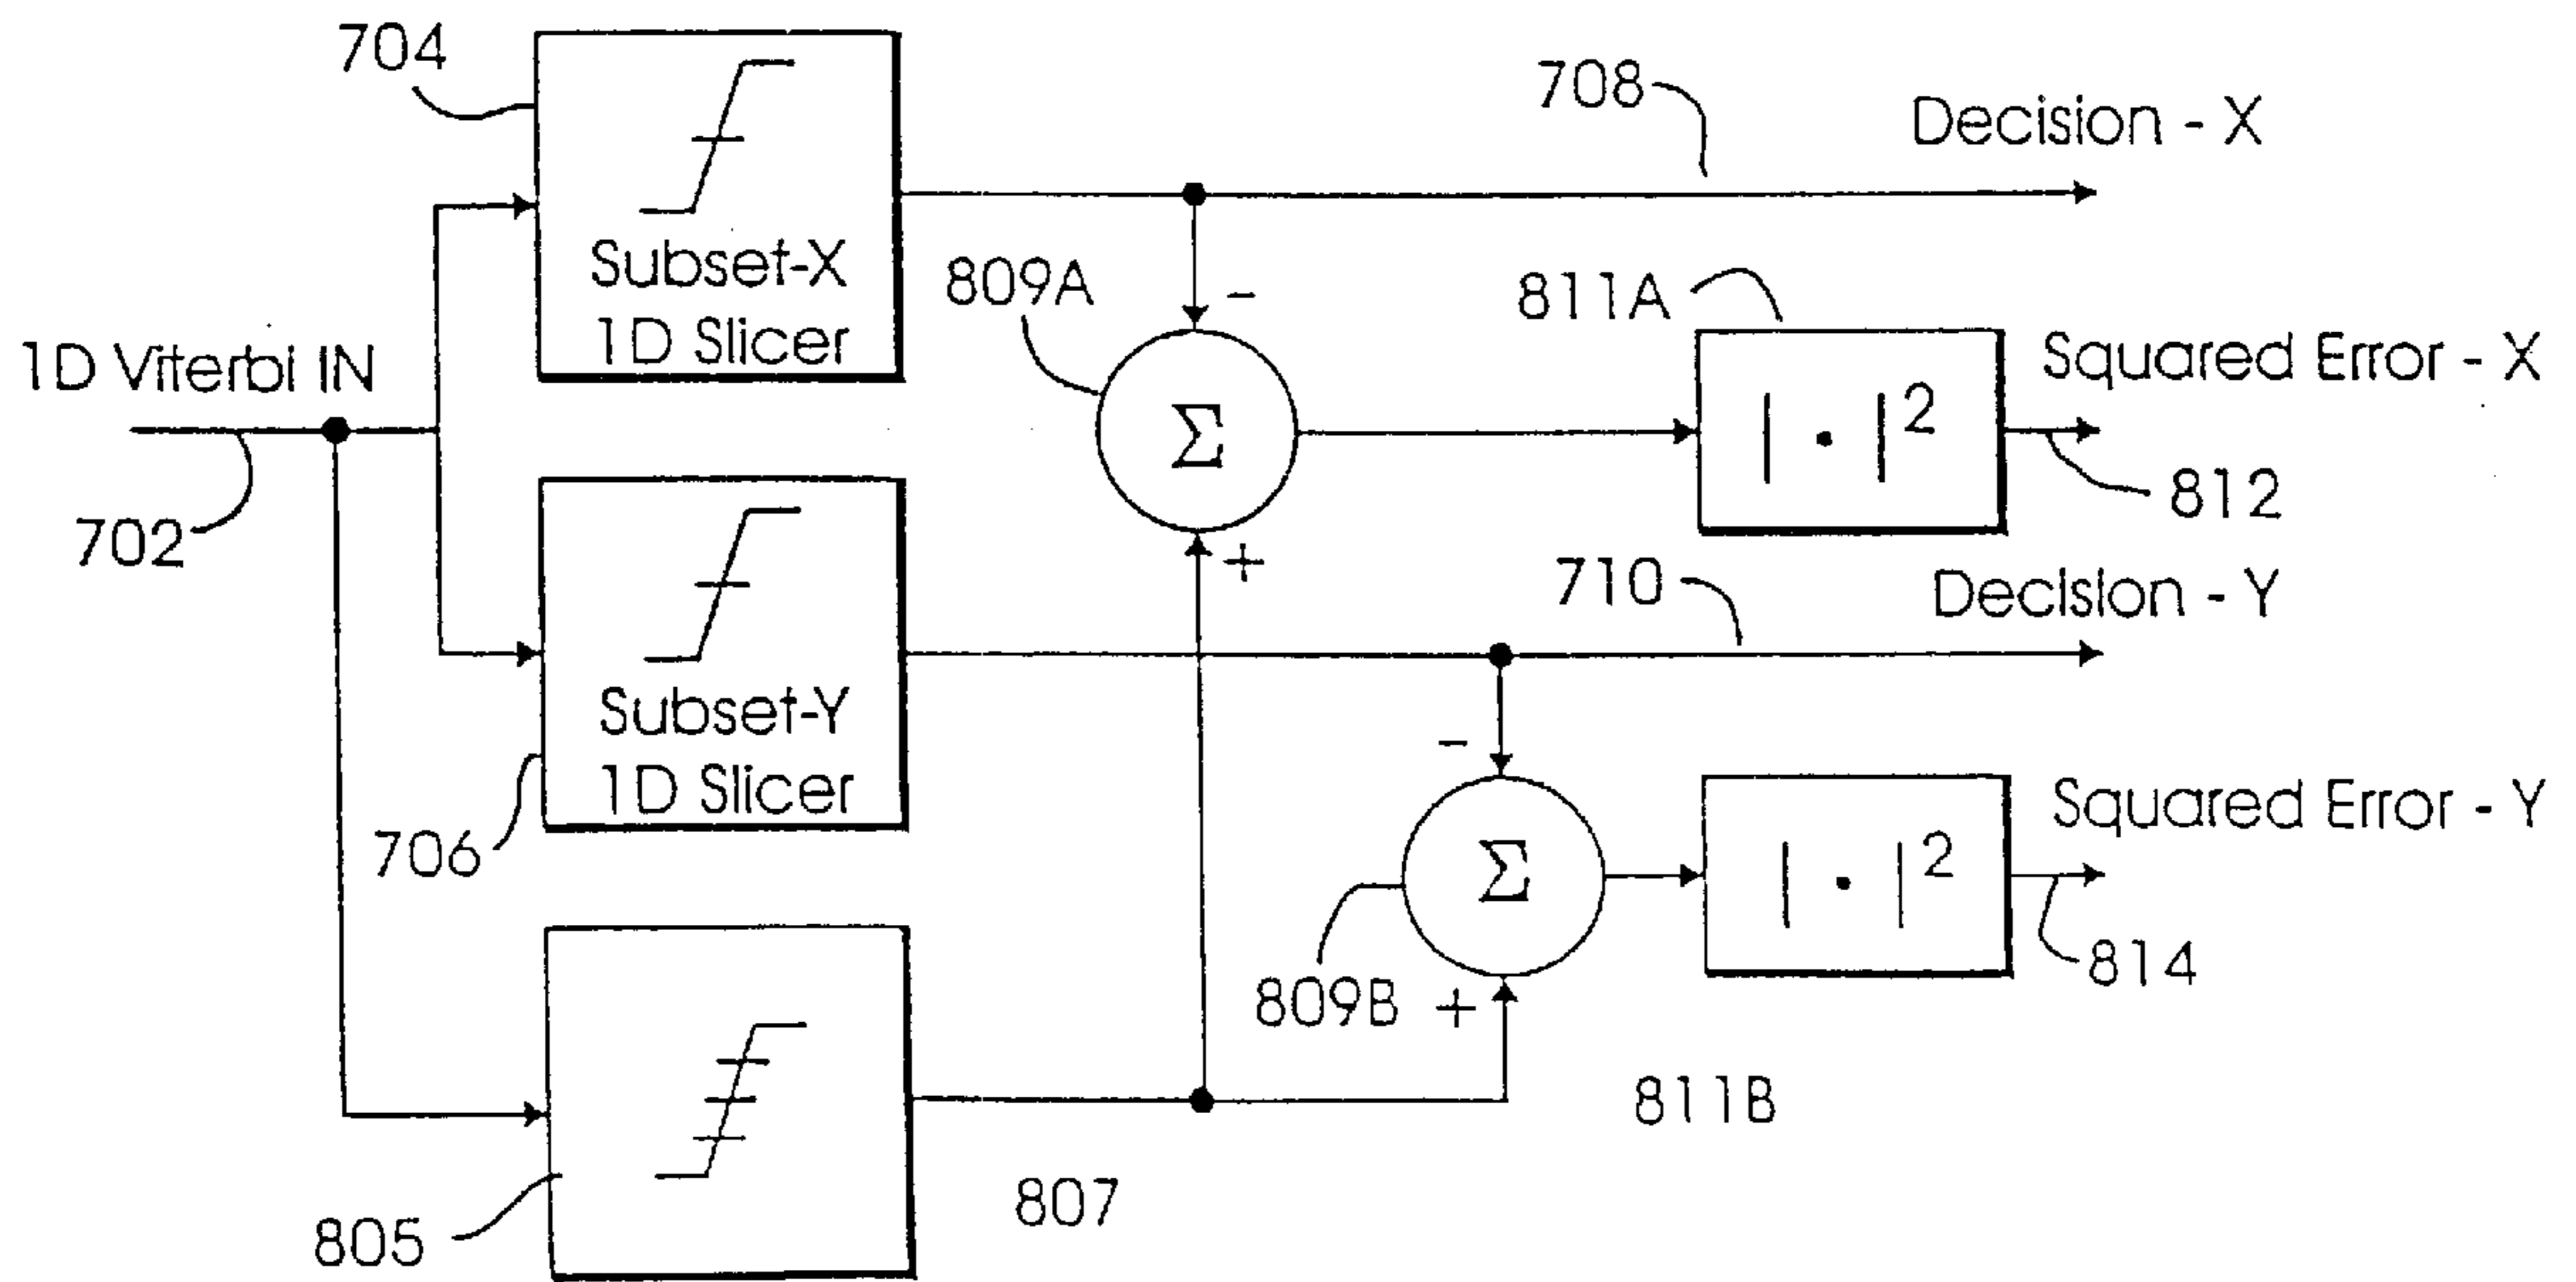 704
708
Decision - X
Subset-X
1D Slicer
809A
-
811A
Squared Error - X
1D Viterbi IN
Σ
| • |²
702
812
+
710
Decision - Y
Subset-Y
1D Slicer
706
-
Squared Error - Y
Σ
| • |²
809B
+
814
811B
807
805